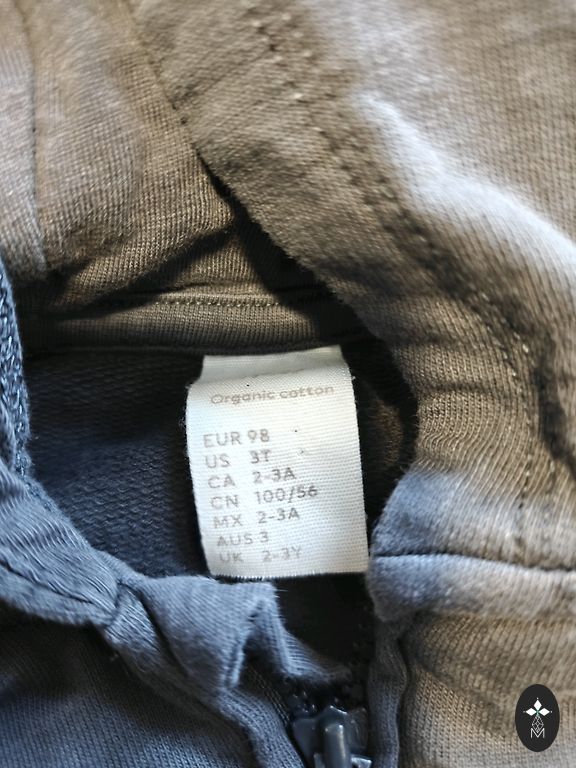 Organic cotton
EUR 98
US 3T
CA 2-3A
CN 100/56
MX 2-3A
AUS 3
UK 2-3Y